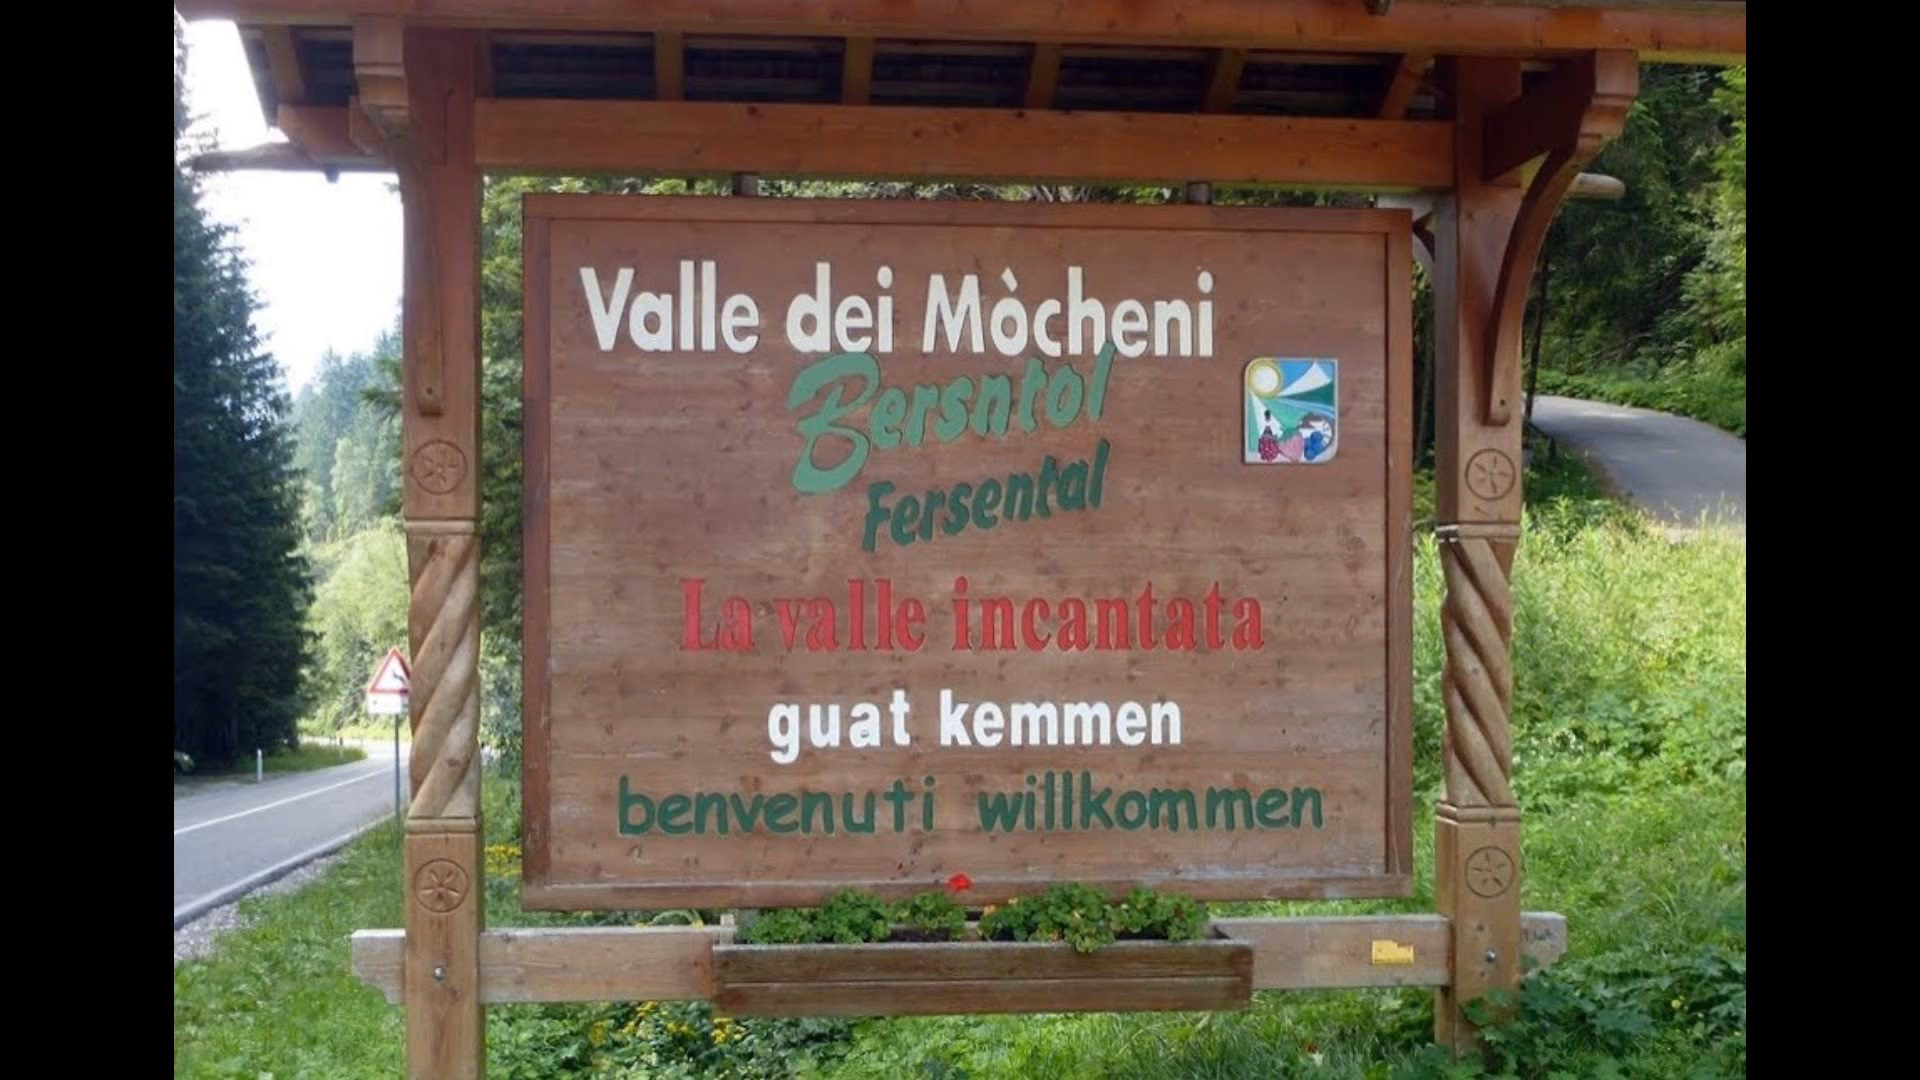 Valle dei Mòcheni
Bersntol
Fersental
La valle incantata
guat kemmen
benvenuti willkommen